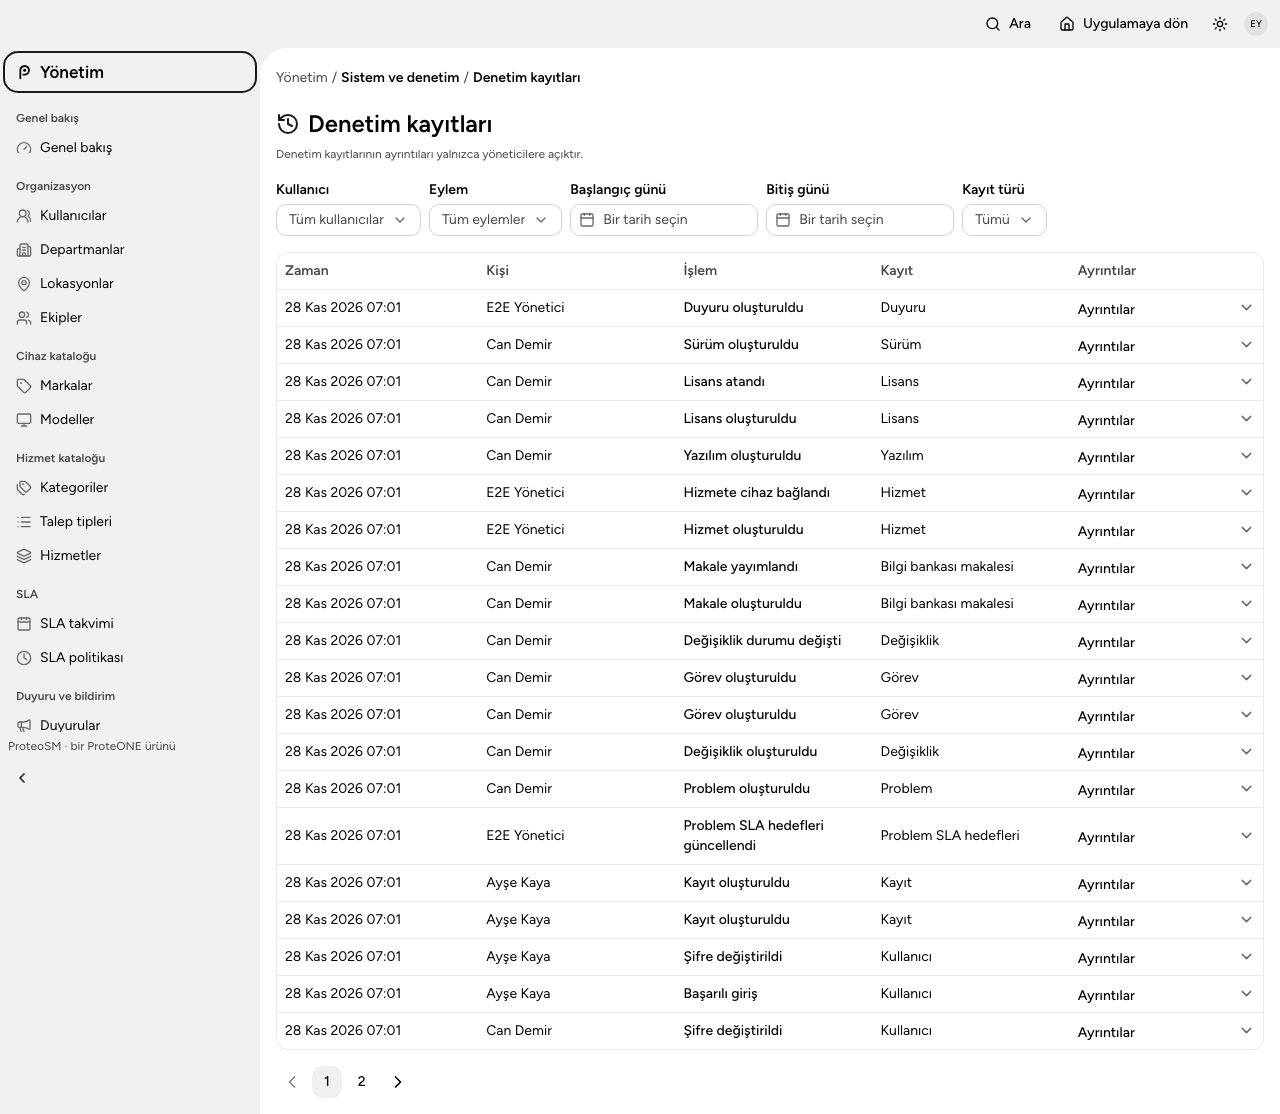 Ara
Uygulamaya dön
EY
Yönetim
Genel bakış
Genel bakış
Organizasyon
Kullanıcılar
Departmanlar
Lokasyonlar
Ekipler
Cihaz kataloğu
Markalar
Modeller
Hizmet kataloğu
Kategoriler
Talep tipleri
Hizmetler
SLA
SLA takvimi
SLA politikası
Duyuru ve bildirim
Duyurular
ProteoSM · bir ProteONE ürünü
Yönetim / Sistem ve denetim / Denetim kayıtları
Denetim kayıtları
Denetim kayıtlarının ayrıntıları yalnızca yöneticilere açıktır.
Kullanıcı Eylem Başlangıç günü Bitiş günü Kayıt türü
Tüm kullanıcılar Tüm eylemler Bir tarih seçin Bir tarih seçin Tümü
Zaman Kişi İşlem Kayıt Ayrıntılar
28 Kas 2026 07:01 E2E Yönetici Duyuru oluşturuldu Duyuru Ayrıntılar
28 Kas 2026 07:01 Can Demir Sürüm oluşturuldu Sürüm Ayrıntılar
28 Kas 2026 07:01 Can Demir Lisans atandı Lisans Ayrıntılar
28 Kas 2026 07:01 Can Demir Lisans oluşturuldu Lisans Ayrıntılar
28 Kas 2026 07:01 Can Demir Yazılım oluşturuldu Yazılım Ayrıntılar
28 Kas 2026 07:01 E2E Yönetici Hizmete cihaz bağlandı Hizmet Ayrıntılar
28 Kas 2026 07:01 E2E Yönetici Hizmet oluşturuldu Hizmet Ayrıntılar
28 Kas 2026 07:01 Can Demir Makale yayımlandı Bilgi bankası makalesi Ayrıntılar
28 Kas 2026 07:01 Can Demir Makale oluşturuldu Bilgi bankası makalesi Ayrıntılar
28 Kas 2026 07:01 Can Demir Değişiklik durumu değişti Değişiklik Ayrıntılar
28 Kas 2026 07:01 Can Demir Görev oluşturuldu Görev Ayrıntılar
28 Kas 2026 07:01 Can Demir Görev oluşturuldu Görev Ayrıntılar
28 Kas 2026 07:01 Can Demir Değişiklik oluşturuldu Değişiklik Ayrıntılar
28 Kas 2026 07:01 Can Demir Problem oluşturuldu Problem Ayrıntılar
28 Kas 2026 07:01 E2E Yönetici Problem SLA hedefleri güncellendi Problem SLA hedefleri Ayrıntılar
28 Kas 2026 07:01 Ayşe Kaya Kayıt oluşturuldu Kayıt Ayrıntılar
28 Kas 2026 07:01 Ayşe Kaya Kayıt oluşturuldu Kayıt Ayrıntılar
28 Kas 2026 07:01 Ayşe Kaya Şifre değiştirildi Kullanıcı Ayrıntılar
28 Kas 2026 07:01 Ayşe Kaya Başarılı giriş Kullanıcı Ayrıntılar
28 Kas 2026 07:01 Can Demir Şifre değiştirildi Kullanıcı Ayrıntılar
1 2